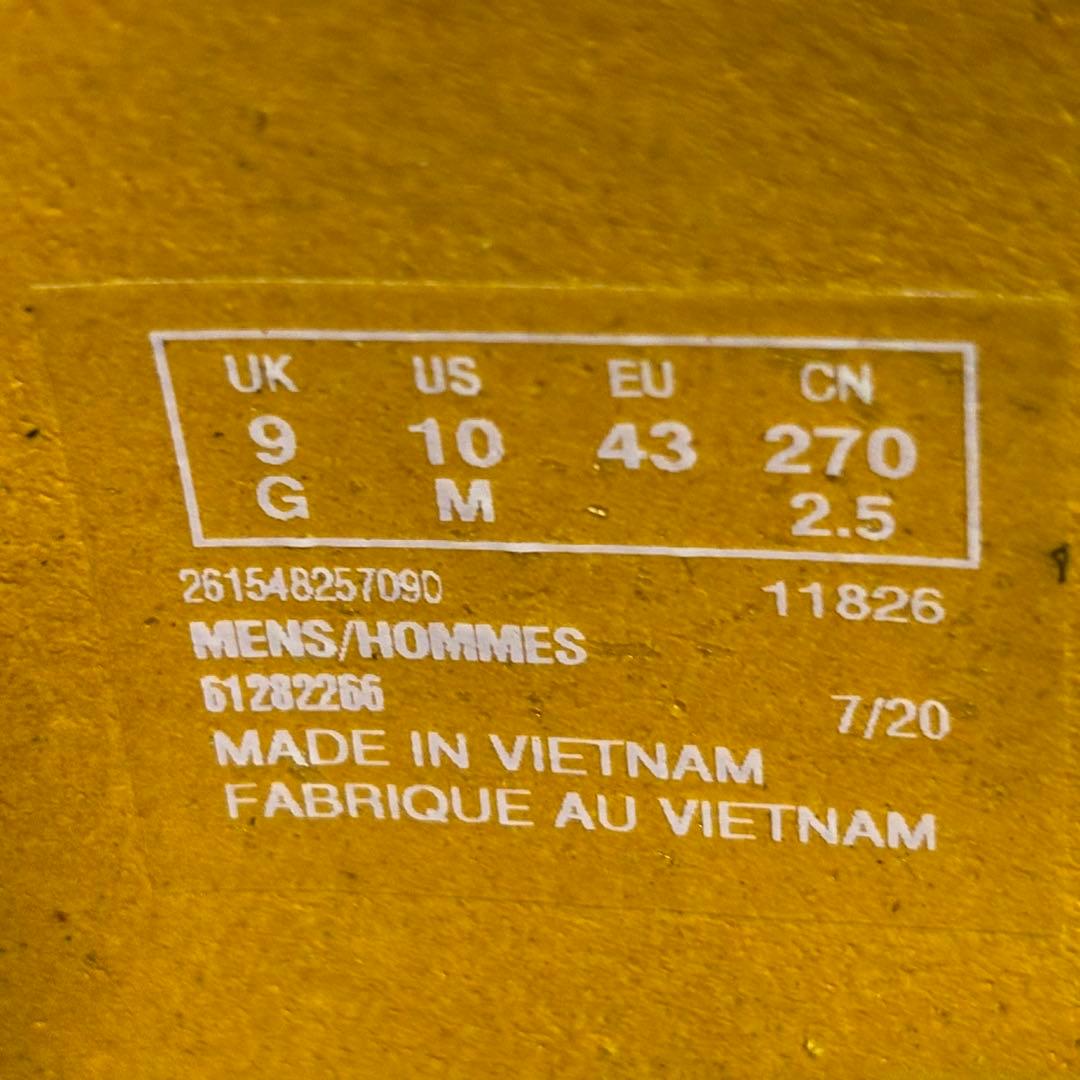 UK US EU CN
9 10 43 270
G M 2.5
261548257090 11826
MENS/HOMMES
61282266 7/20
MADE IN VIETNAM
FABRIQUE AU VIETNAM